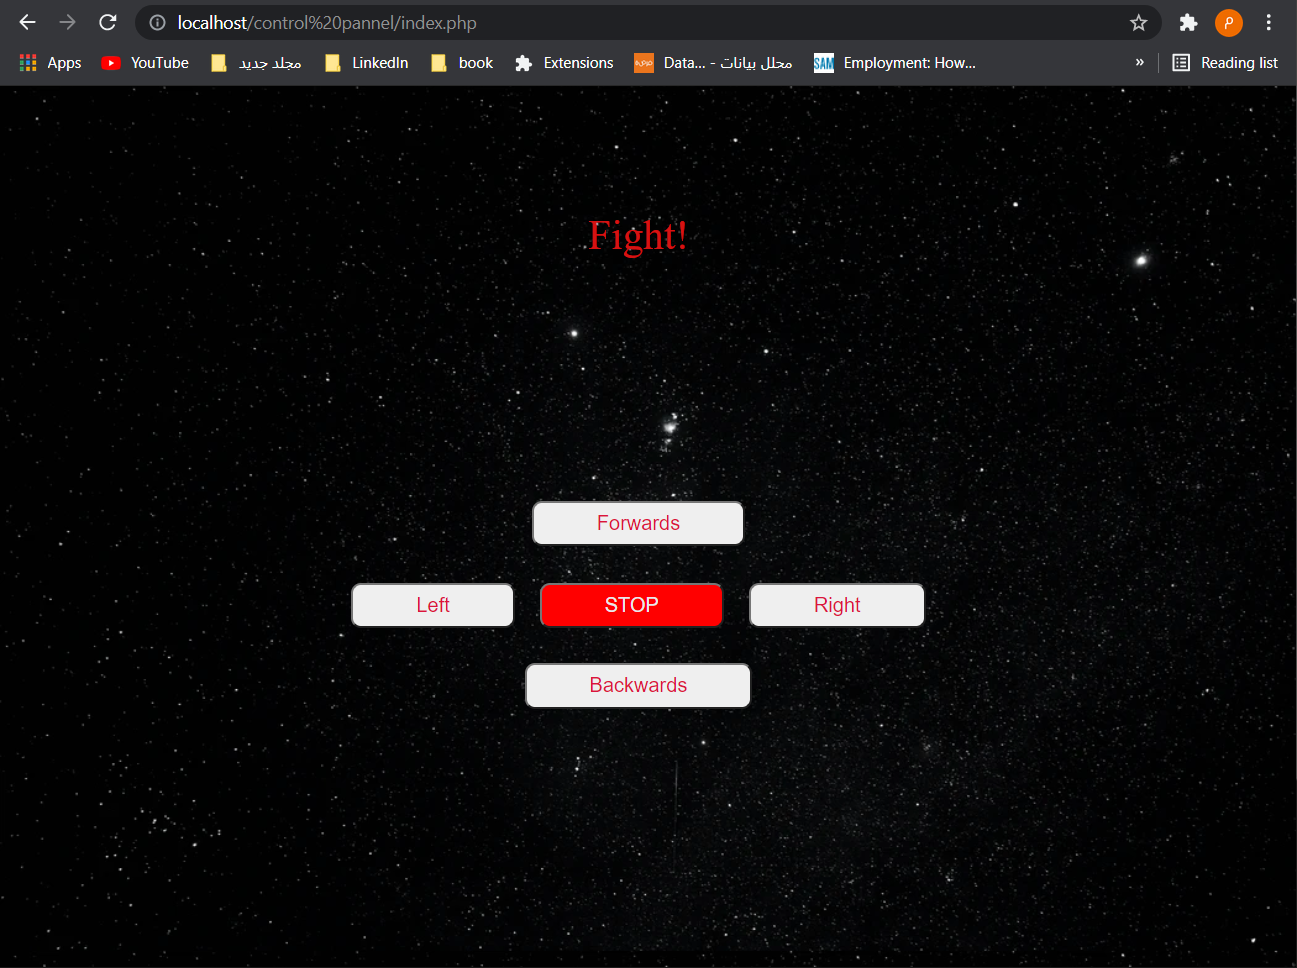 localhost/control%20pannel/index.php
Apps YouTube مجلد جديد LinkedIn book Extensions Data... - محلل بيانات SAM Employment: How... » Reading list
Fight!
Forwards
Left STOP Right
Backwards